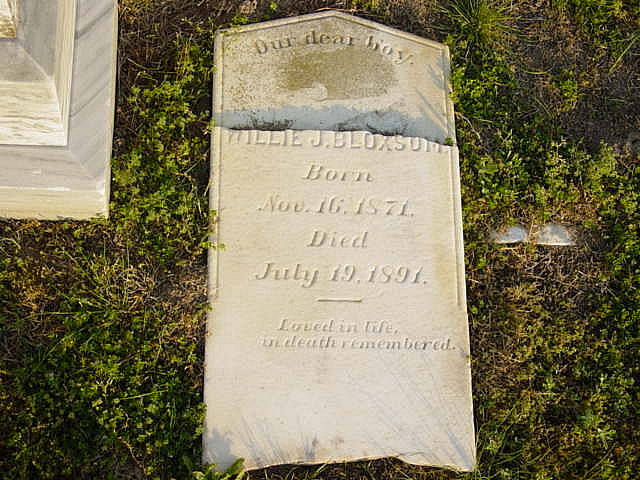 Our dear boy.
WILLIE J. BLOXSOM.
Born
Nov. 16, 1871.
Died
July 19, 1891.
Loved in life,
in death remembered.